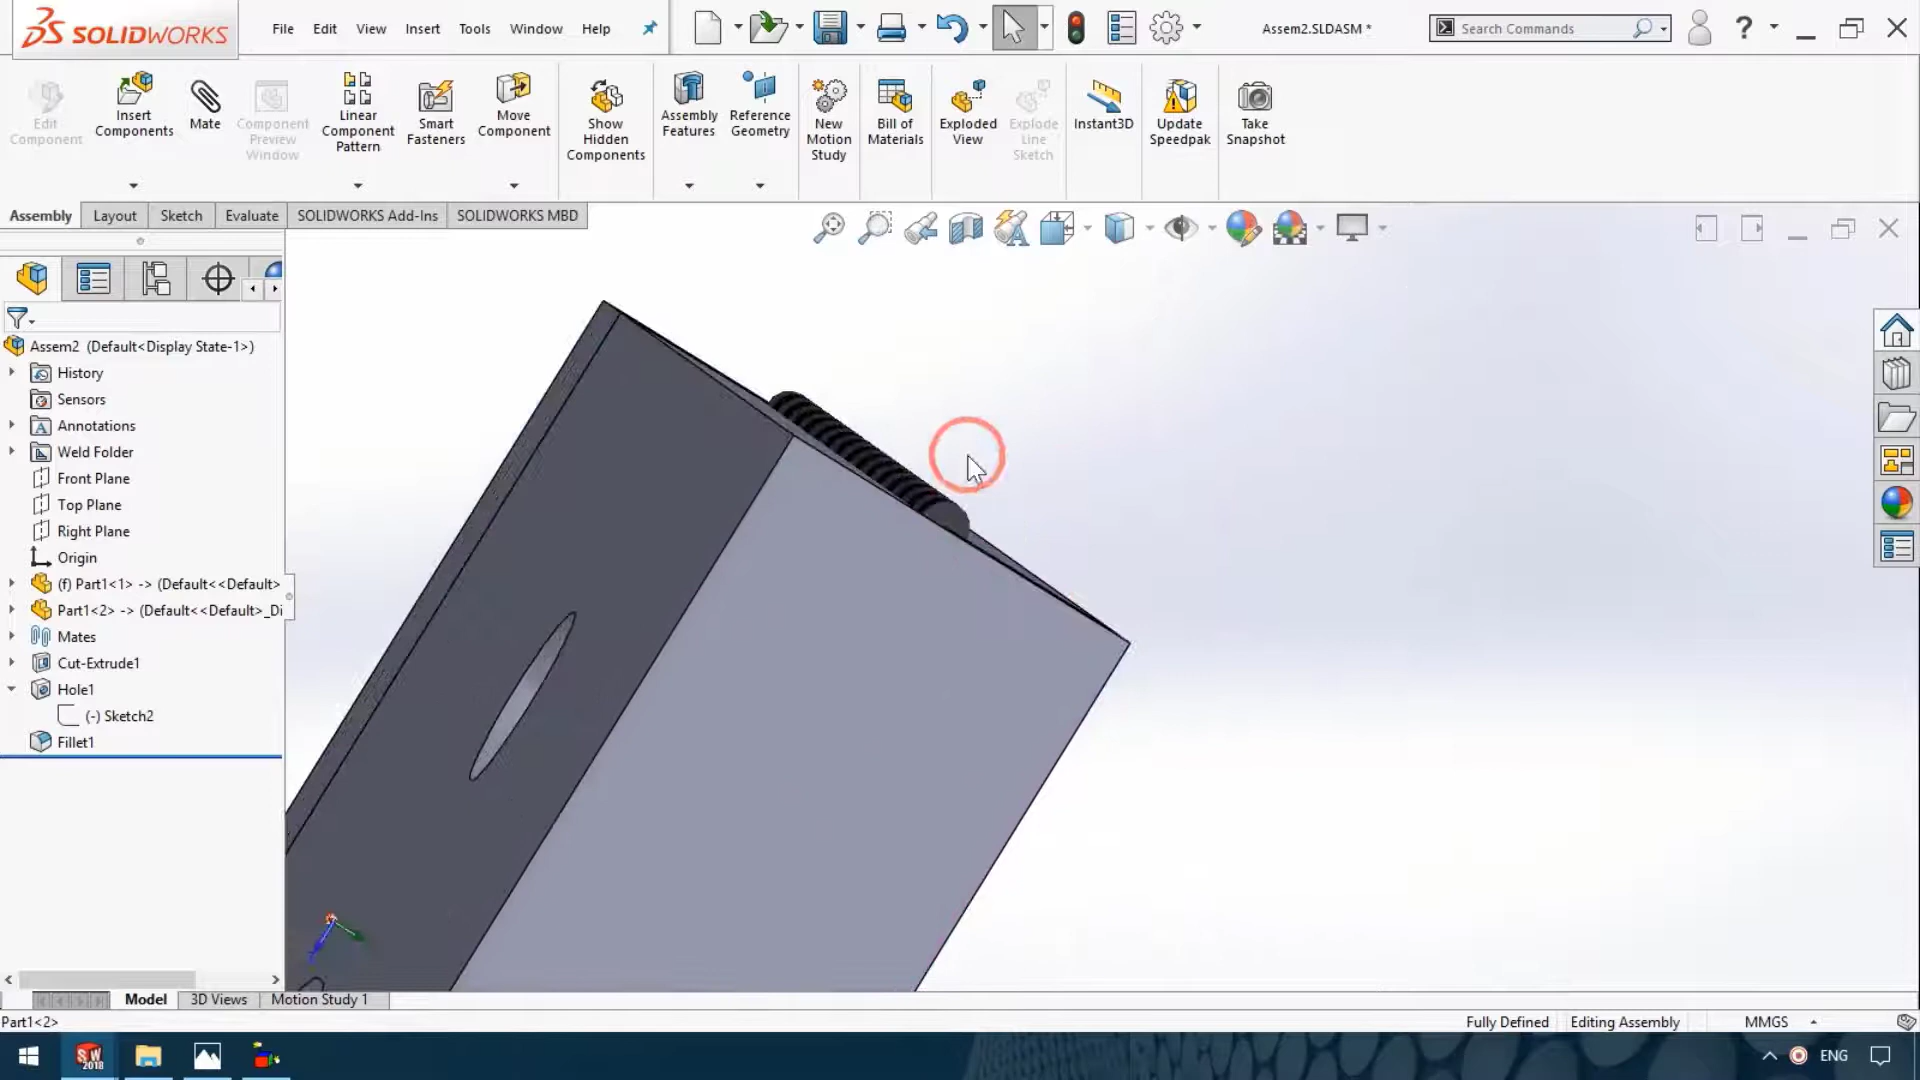 SOLIDWORKS
File Edit View Insert Tools Window Help
Assem2.SLDASM *
Search Commands
Edit Component
Insert Components
Mate
Component Preview Window
Linear Component Pattern
Smart Fasteners
Move Component
Show Hidden Components
Assembly Features
Reference Geometry
New Motion Study
Bill of Materials
Exploded View
Explode Line Sketch
Instant3D
Update Speedpak
Take Snapshot
Assembly Layout Sketch Evaluate SOLIDWORKS Add-Ins SOLIDWORKS MBD
Assem2 (Default<Display State-1>)
History
Sensors
Annotations
Weld Folder
Front Plane
Top Plane
Right Plane
Origin
(f) Part1<1> -> (Default<<Default>
Part1<2> -> (Default<<Default>_Di
Mates
Cut-Extrude1
Hole1
(-) Sketch2
Fillet1
Model 3D Views Motion Study 1
Part1<2> Fully Defined Editing Assembly MMGS
SW 2018
ENG